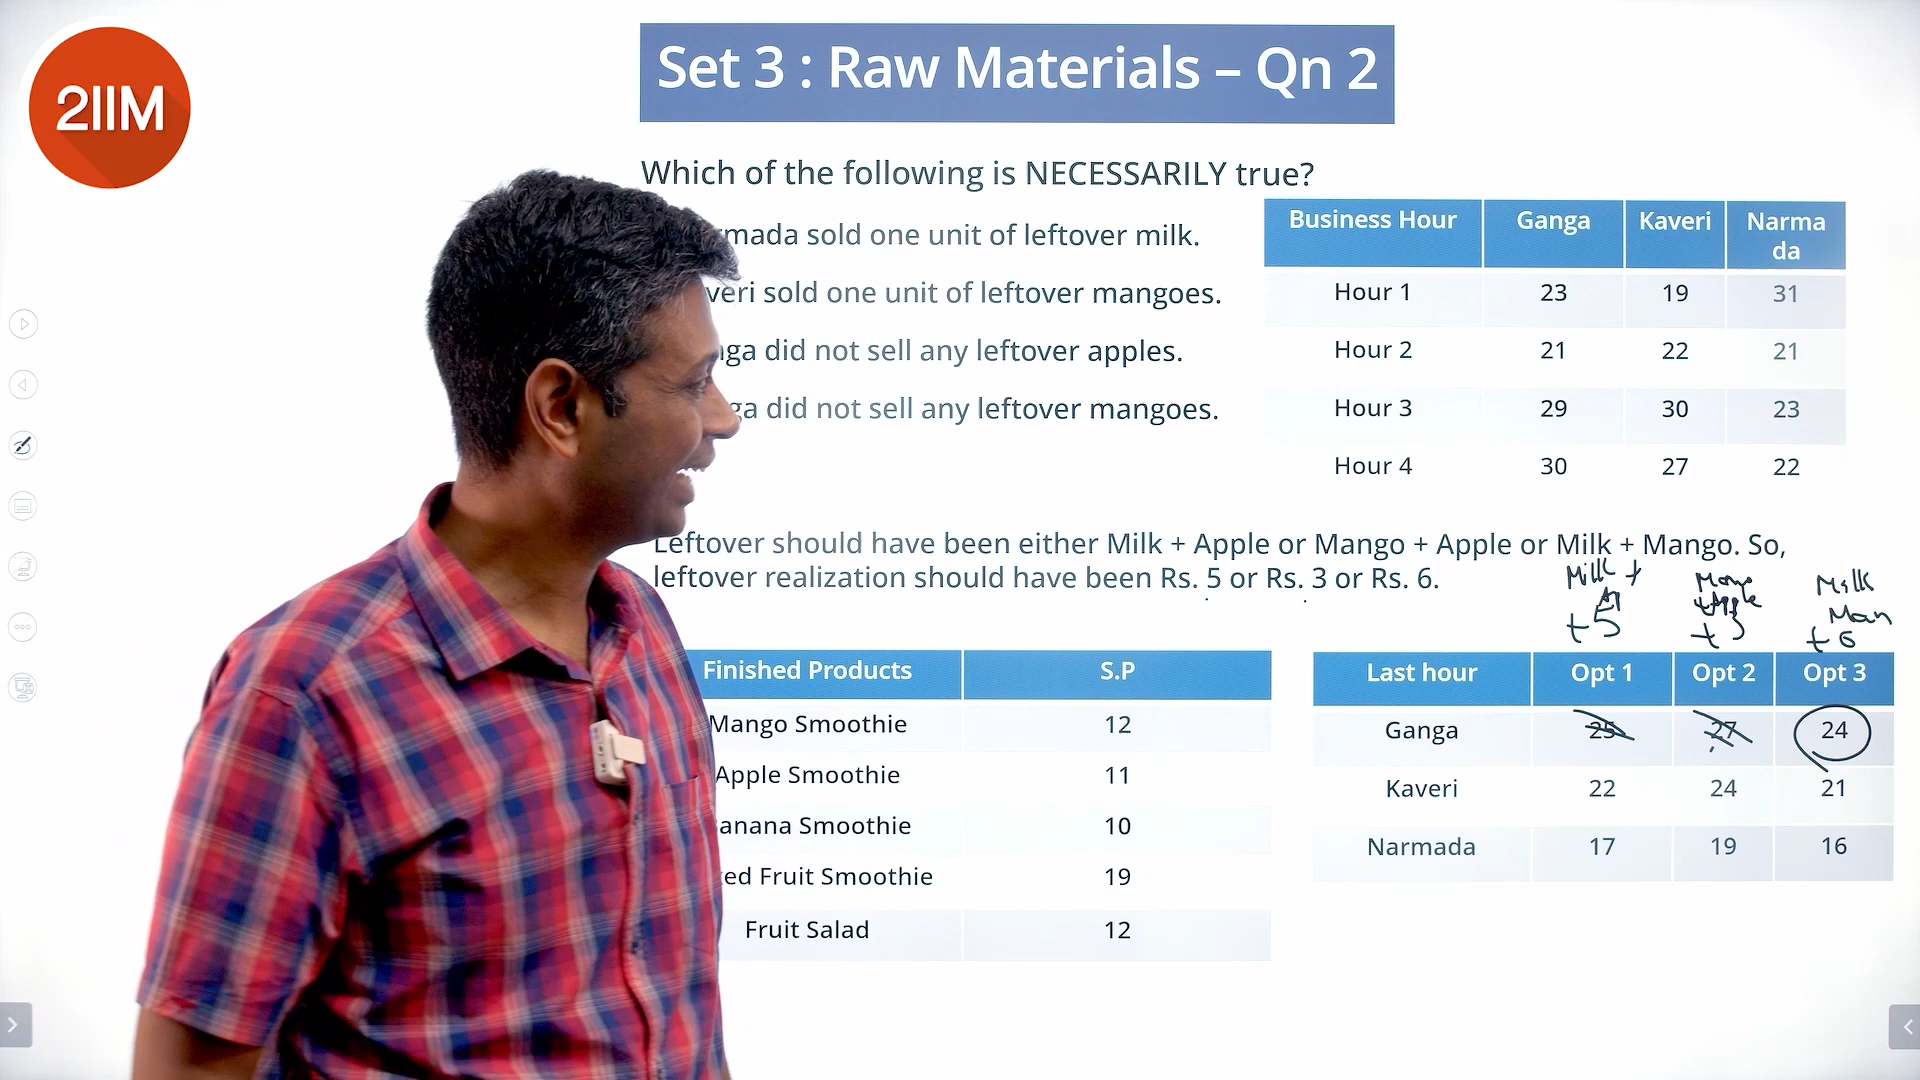 2IIM
Set 3 : Raw Materials – Qn 2
Which of the following is NECESSARILY true?
mada sold one unit of leftover milk.
veri sold one unit of leftover mangoes.
ga did not sell any leftover apples.
ga did not sell any leftover mangoes.
Business Hour Ganga Kaveri Narma
da
Hour 1 23 19 31
Hour 2 21 22 21
Hour 3 29 30 23
Hour 4 30 27 22
Leftover should have been either Milk + Apple or Mango + Apple or Milk + Mango. So,
leftover realization should have been Rs. 5 or Rs. 3 or Rs. 6.
Milk +
+5
+Apple
+3
Milk
Man
+6
Finished Products S.P
Mango Smoothie 12
Apple Smoothie 11
anana Smoothie 10
ed Fruit Smoothie 19
Fruit Salad 12
Last hour Opt 1 Opt 2 Opt 3
Ganga 25 27 24
Kaveri 22 24 21
Narmada 17 19 16